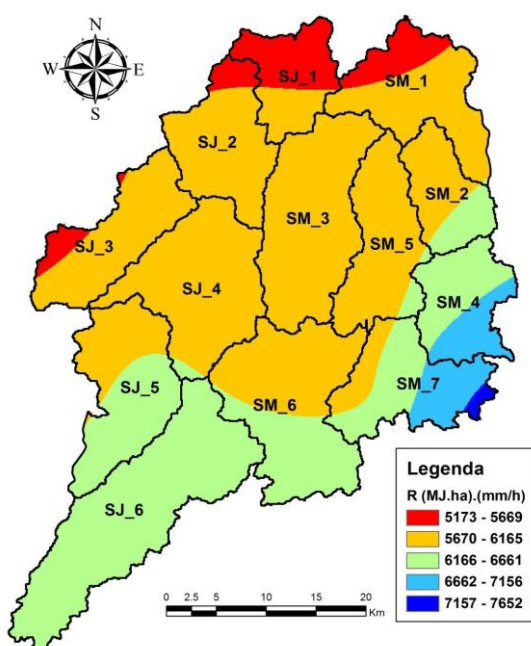 N
W E
S
SJ_1
SM_1
SJ_2
SM_2
SM_3
SJ_3
SM_5
SJ_4
SM_4
SJ_5
SM_7
SM_6
SJ_6
Legenda
R (MJ.ha).(mm/h)
5173 - 5669
5670 - 6165
6166 - 6661
6662 - 7156
7157 - 7652
0 2.5 5 10 15 20
Km